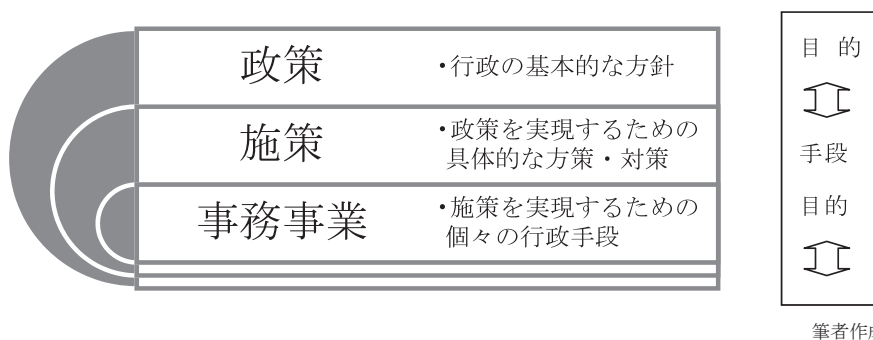 政策
・行政の基本的な方針
施策
・政策を実現するための
具体的な方策・対策
事務事業
・施策を実現するための
個々の行政手段
目 的
手段
目的
筆者作